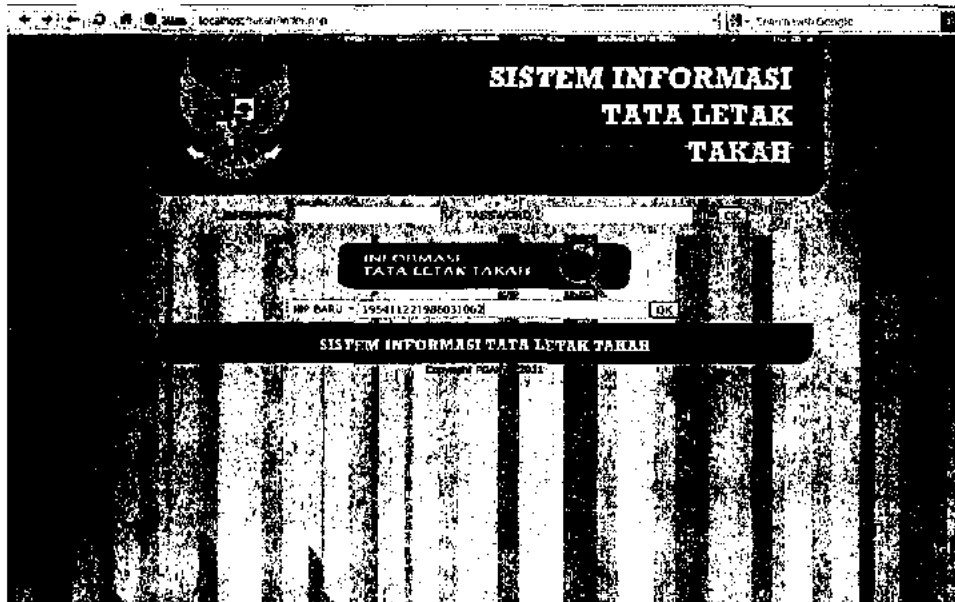 SISTEM INFORMASI
TATA LETAK
TAKAH
PASSWORD
OK
INFORMASI
TATA LETAK TAKAH
NIP BARU
OK
SISTEM INFORMASI TATA LETAK TAKAH
Copyright